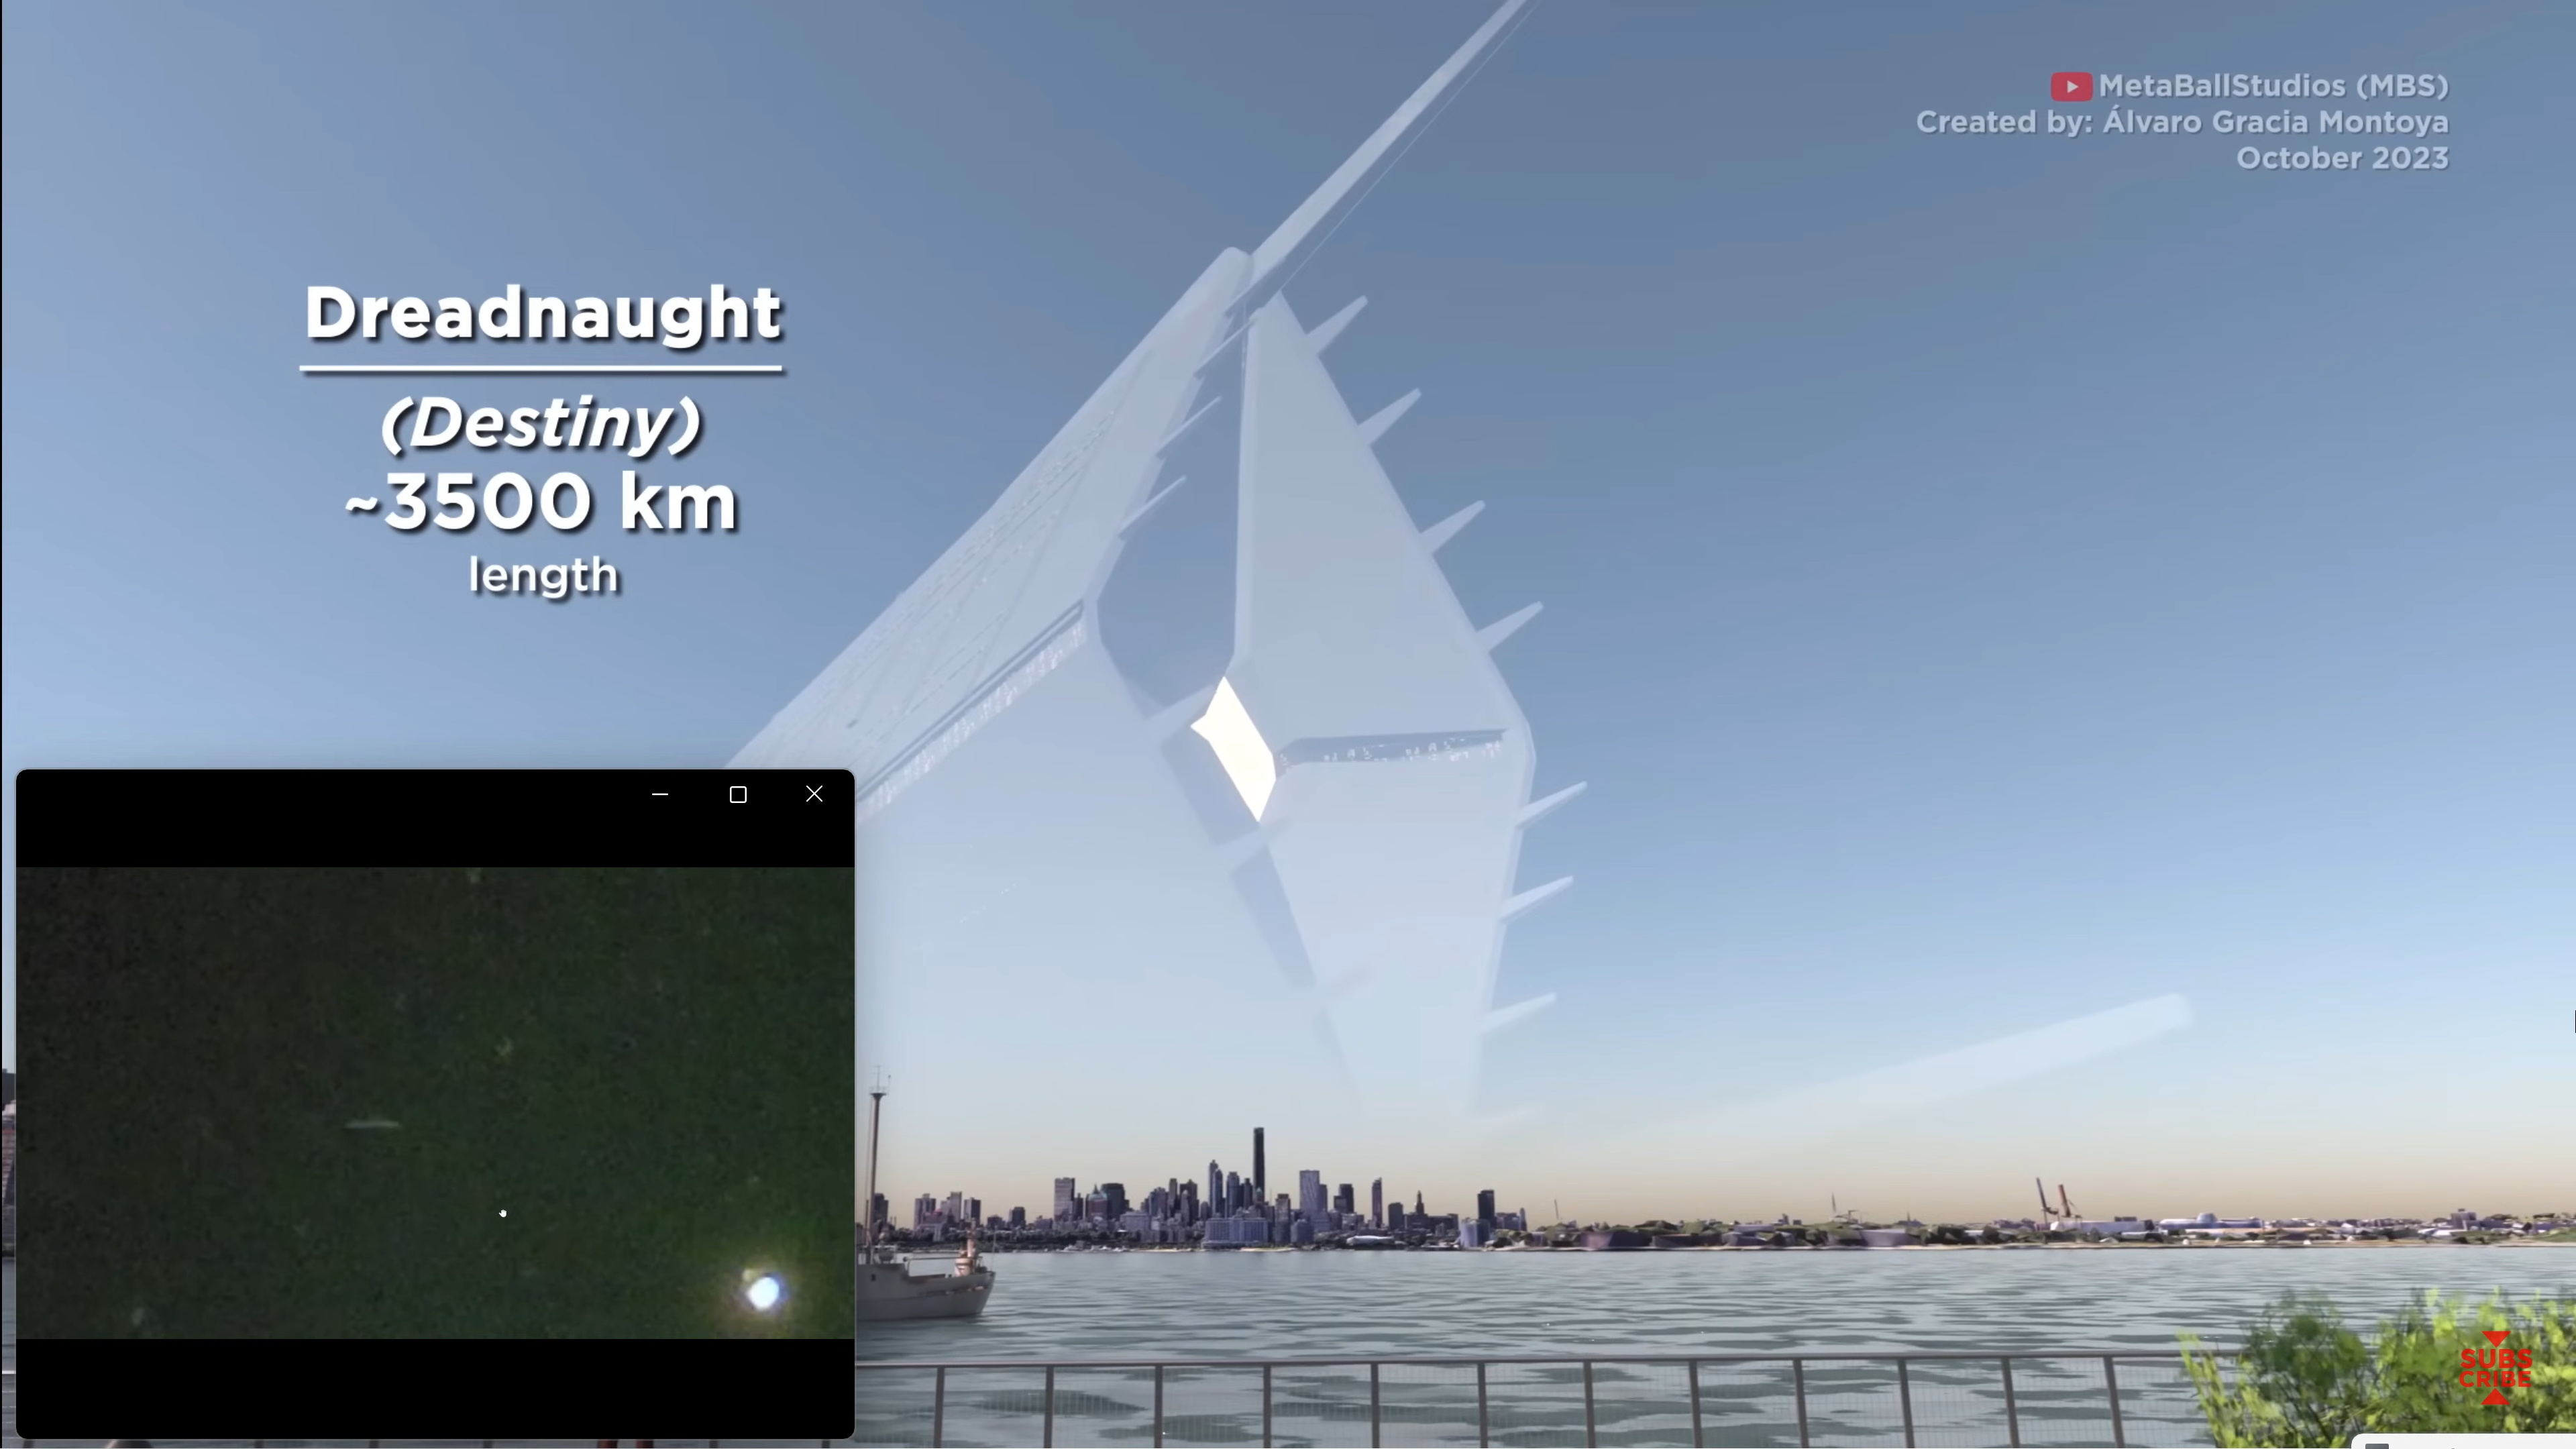 MetaBallStudios (MBS)
Created by: Álvaro Gracia Montoya
October 2023
Dreadnaught
(Destiny)
~3500 km
length
SUBS
CRIBE